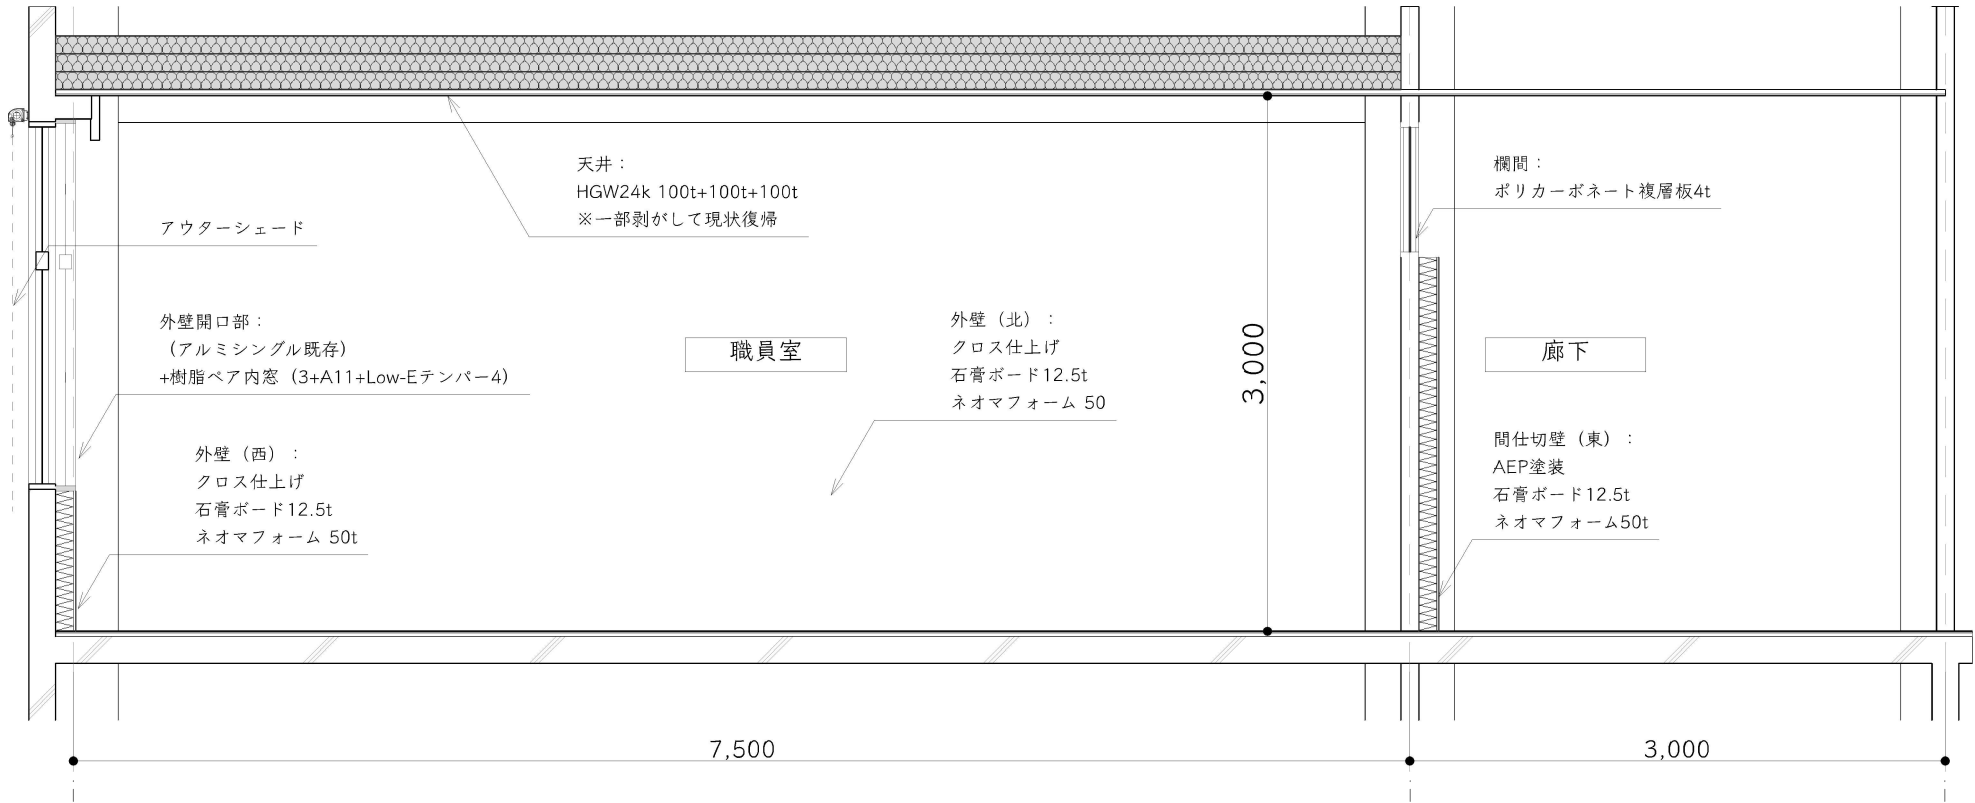 天井：
HGW24k 100t+100t+100t
※一部剥がして現状復帰
欄間：
ポリカーボネート複層板4t
アウターシェード
外壁開口部：
（アルミシングル既存）
+樹脂ペア内窓（3+A11+Low-Eテンパー4）
職員室
外壁（北）：
クロス仕上げ
石膏ボード12.5t
ネオマフォーム 50
3,000
廊下
外壁（西）：
クロス仕上げ
石膏ボード12.5t
ネオマフォーム 50t
間仕切壁（東）：
AEP塗装
石膏ボード12.5t
ネオマフォーム50t
7,500
3,000